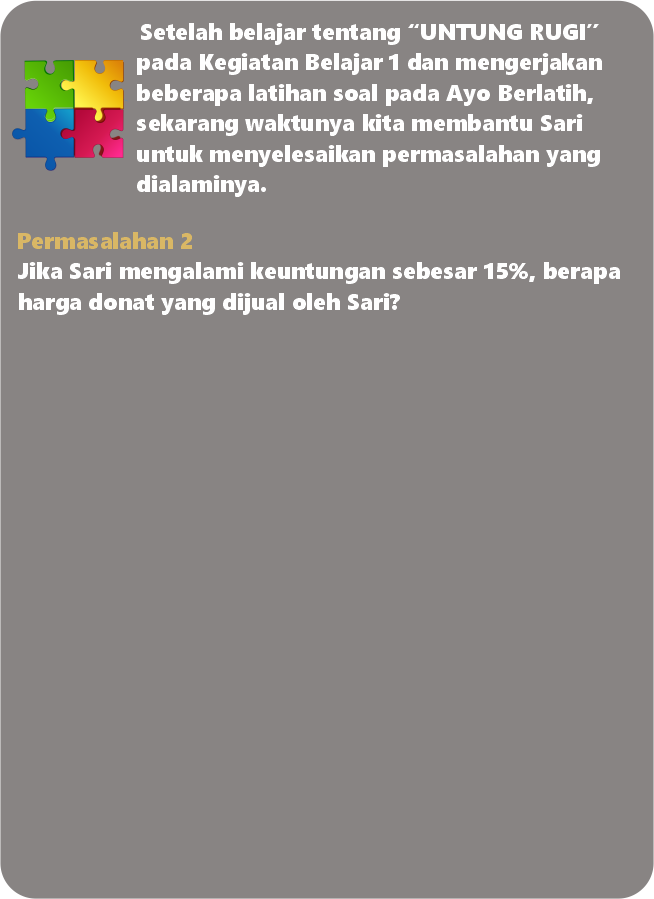 Setelah belajar tentang “UNTUNG RUGI”
pada Kegiatan Belajar 1 dan mengerjakan
beberapa latihan soal pada Ayo Berlatih,
sekarang waktunya kita membantu Sari
untuk menyelesaikan permasalahan yang
dialaminya.
Permasalahan 2
Jika Sari mengalami keuntungan sebesar 15%, berapa
harga donat yang dijual oleh Sari?